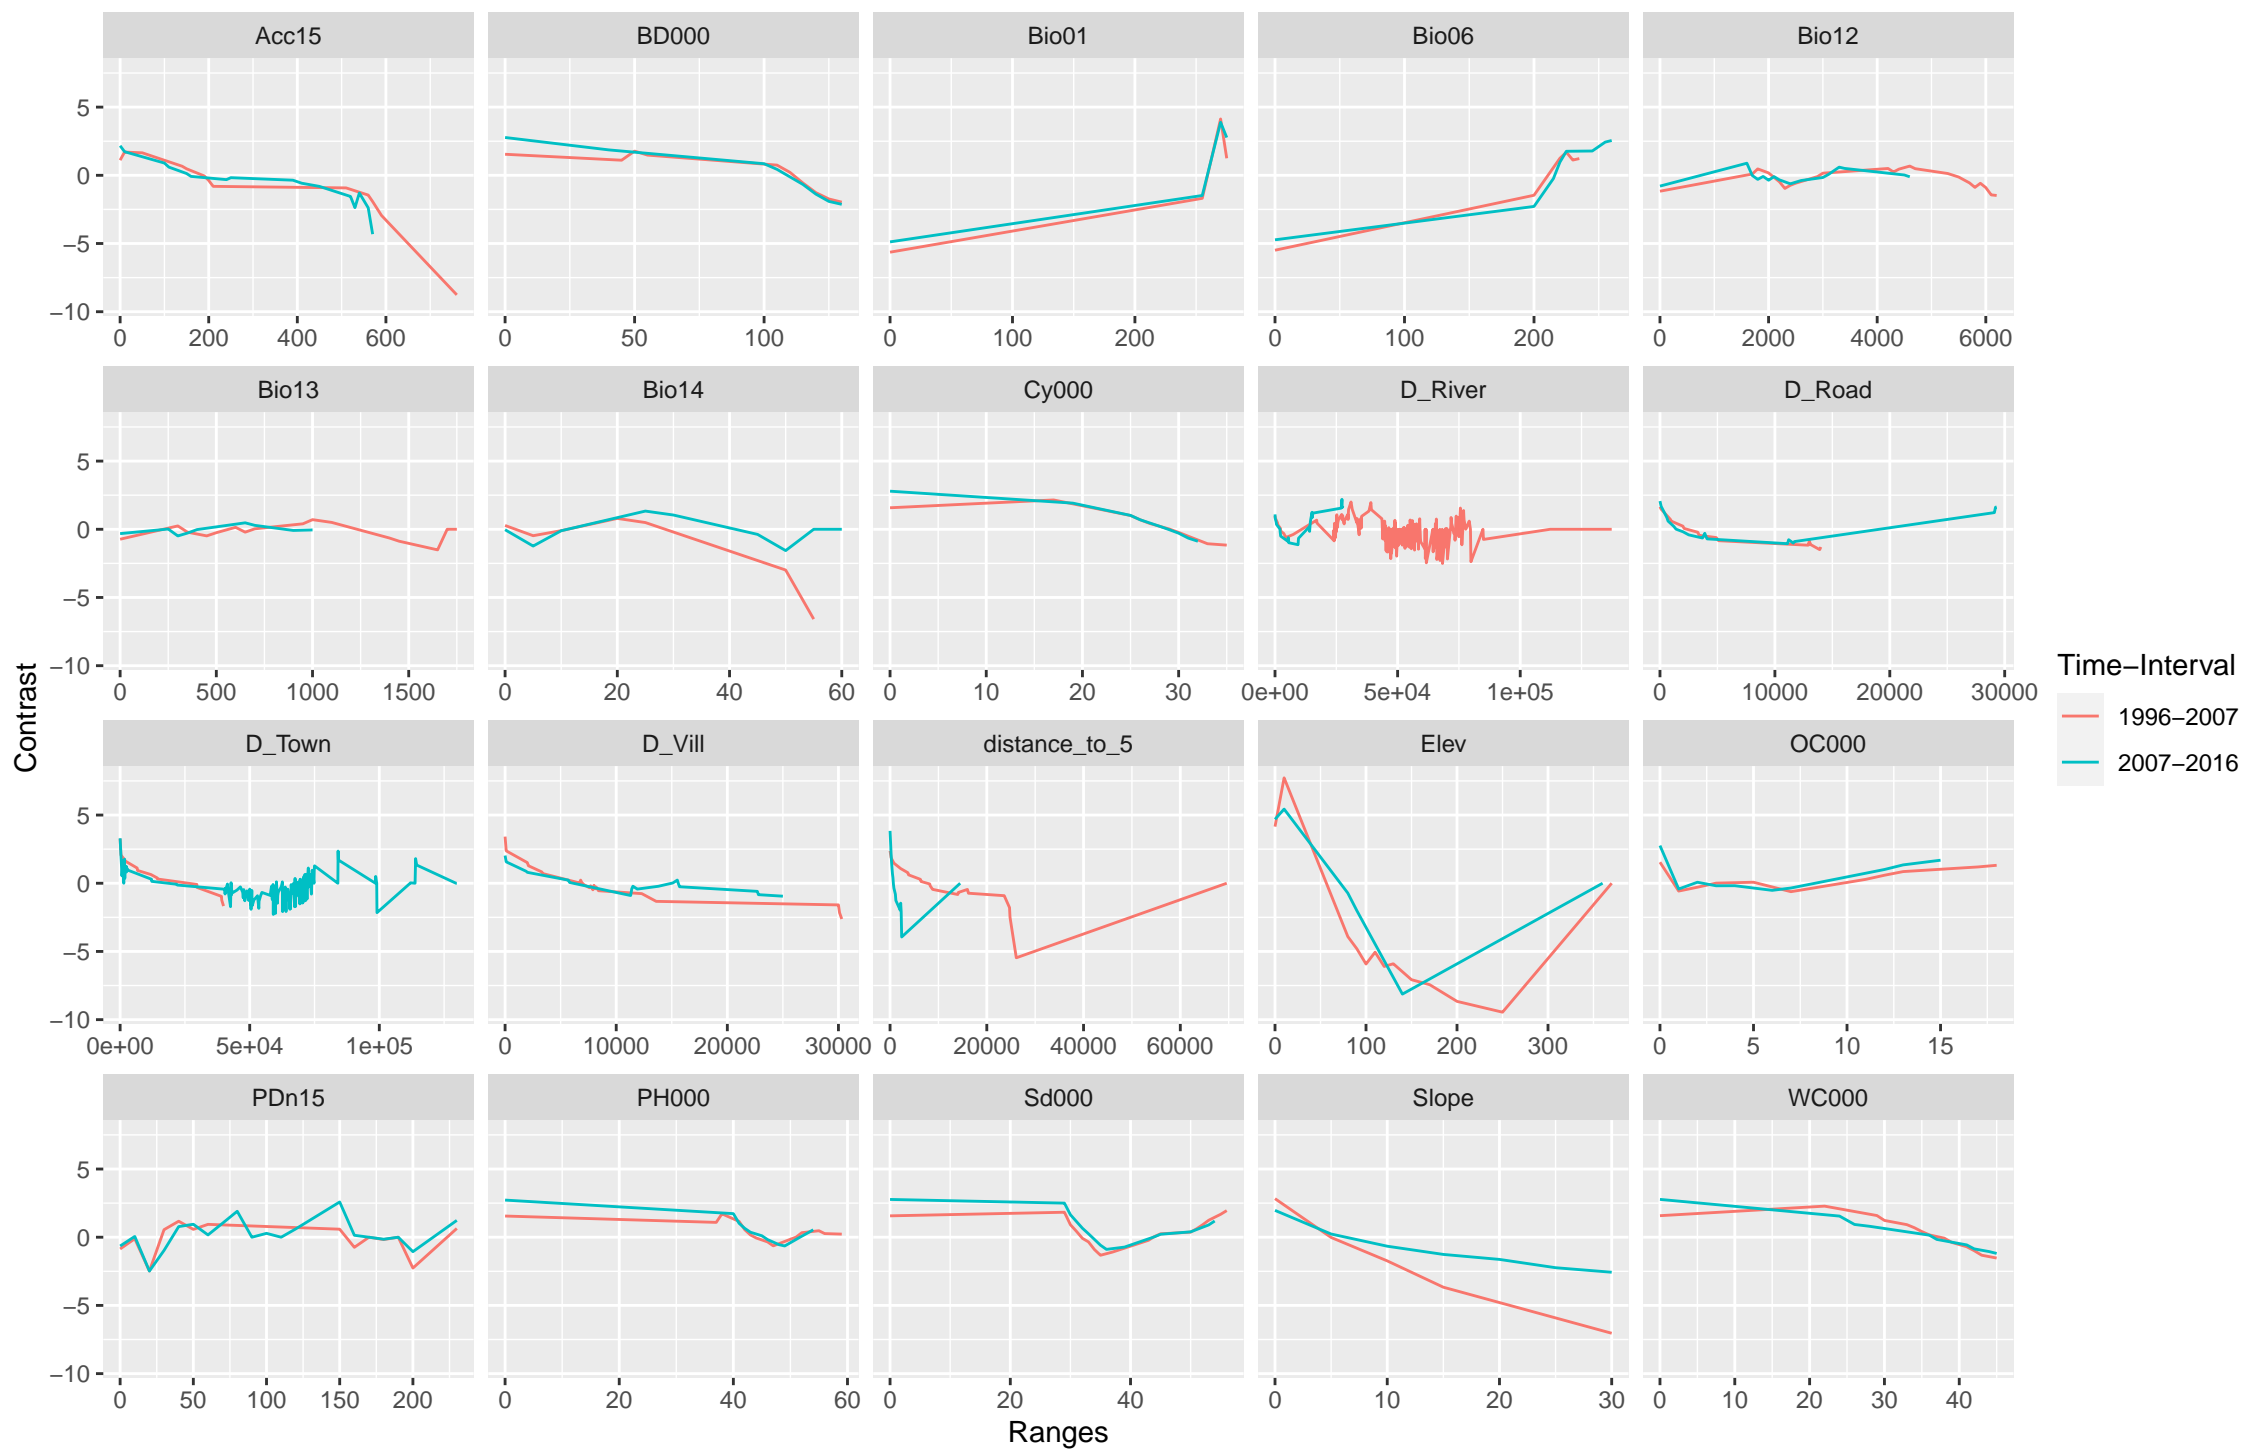 Acc15 BD000 Bio01 Bio06 Bio12
5
0
−5
−10
0 200 400 600 0 50 100 0 100 200 0 100 200 0 2000 4000 6000
Bio13 Bio14 Cy000 D_River D_Road
5
0
−5
−10
0 500 1000 1500 0 20 40 60 0 10 20 30 0e+00 5e+04 1e+05 0 10000 20000 30000
D_Town D_Vill distance_to_5 Elev OC000
5
0
−5
−10
0e+00 5e+04 1e+05 0 10000 20000 30000 0 20000 40000 60000 0 100 200 300 0 5 10 15
PDn15 PH000 Sd000 Slope WC000
5
0
−5
−10
0 50 100 150 200 0 20 40 60 0 20 40 0 10 20 30 0 10 20 30 40
Ranges
Contrast
Time−Interval
1996−2007
2007−2016